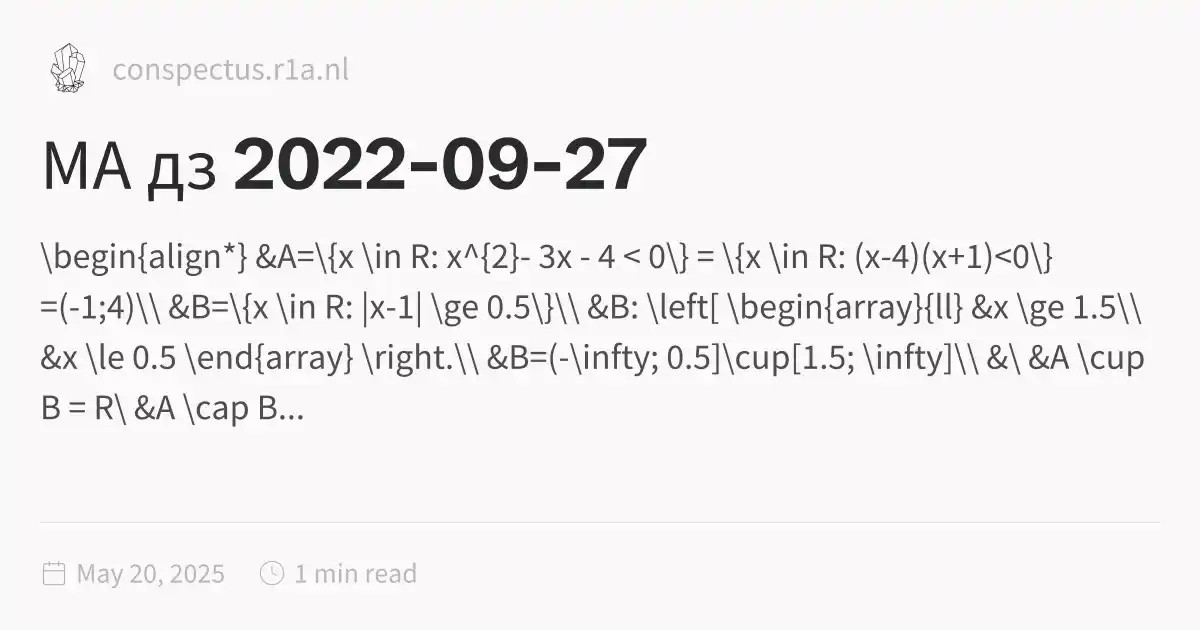 conspectus.r1a.nl
МА дз 2022-09-27
\begin{align*} &A=\{x \in R: x^{2}- 3x - 4 < 0\} = \{x \in R: (x-4)(x+1)<0\}
=(-1;4)\\ &B=\{x \in R: |x-1| \ge 0.5\}\\ &B: \left[ \begin{array}{ll} &x \ge 1.5\\
&x \le 0.5 \end{array} \right.\\ &B=(-\infty; 0.5]\cup[1.5; \infty]\\ &\ &A \cup
B = R\ &A \cap B...
May 20, 2025 1 min read